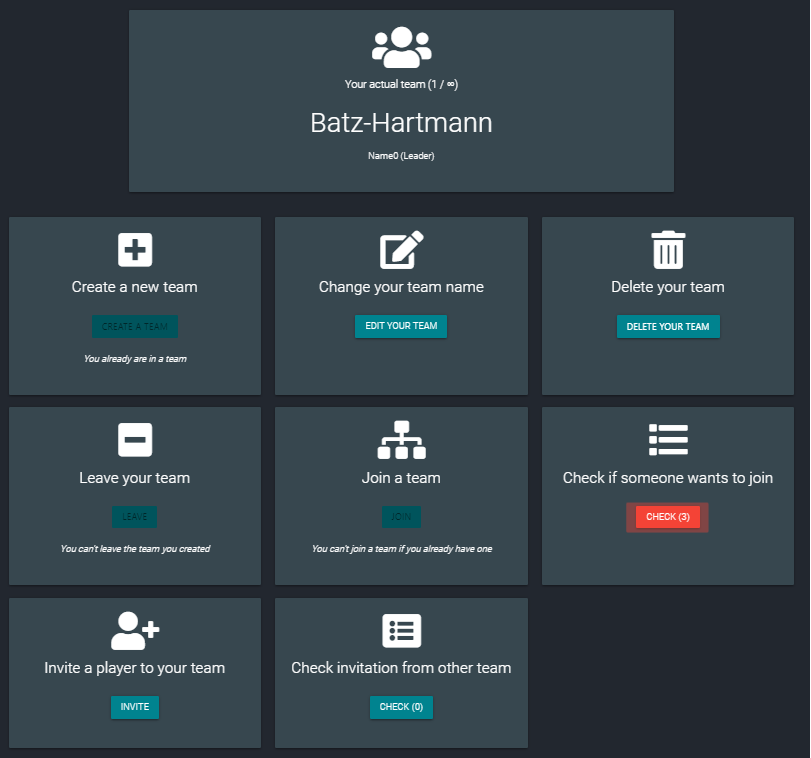 Your actual team (1 / ∞)
Batz-Hartmann
Name0 (Leader)
Create a new team
CREATE A TEAM
You already are in a team
Change your team name
EDIT YOUR TEAM
Delete your team
DELETE YOUR TEAM
Leave your team
LEAVE
You can't leave the team you created
Join a team
JOIN
You can't join a team if you already have one
Check if someone wants to join
CHECK (3)
Invite a player to your team
INVITE
Check invitation from other team
CHECK (0)